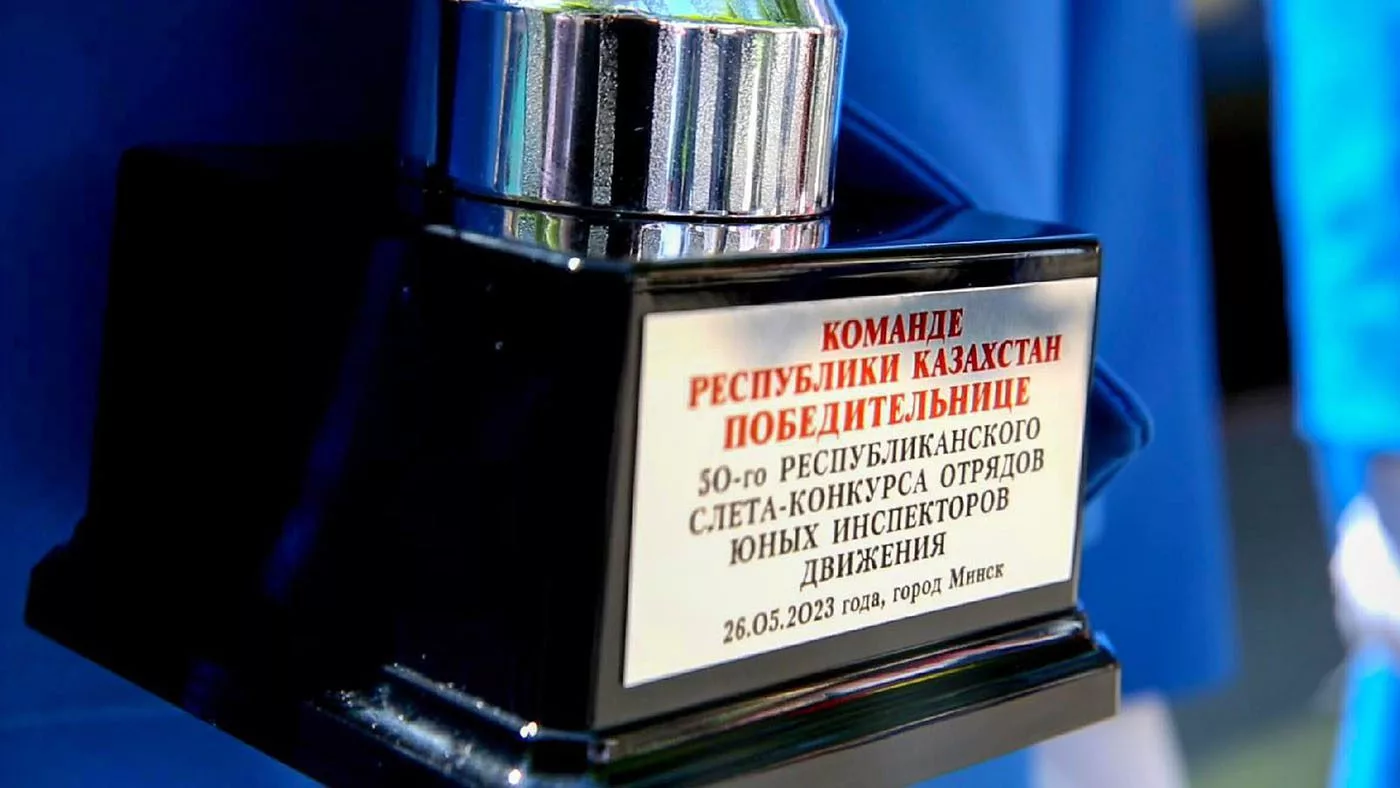 КОМАНДЕ
РЕСПУБЛИКИ КАЗАХСТАН
ПОБЕДИТЕЛЬНИЦЕ
50-го РЕСПУБЛИКАНСКОГО
СЛЕТА-КОНКУРСА ОТРЯДОВ
ЮНЫХ ИНСПЕКТОРОВ
ДВИЖЕНИЯ
26.05.2023 года, город Минск